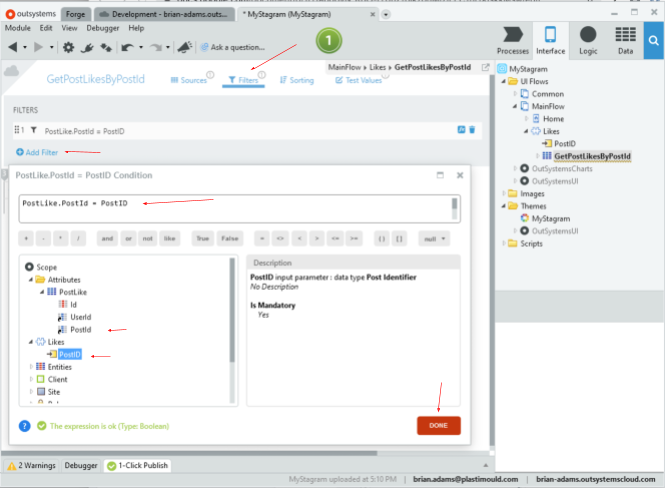 outsystems
Forge
Development - brian-adams.outs...
*MyStagram (MyStagram)
Module Edit View Debugger Help
Ask a question...
1
Processes
Interface
Logic
Data
GetPostLikesByPostId
Sources
Filters
Sorting
Test Values
MainFlow ▸ Likes ▸ GetPostLikesByPostId
FILTERS
1 PostLike.PostId = PostID
Add Filter
PostLike.PostId = PostID Condition
PostLike.PostId = PostID
+ - * / and or not like True False = <> < > <= >= ( ) [ ] null
Scope
Attributes
PostLike
Id
UserId
PostId
Likes
PostID
Entities
Client
Site
Description
PostID input parameter : data type Post Identifier
No Description
Is Mandatory
Yes
The expression is ok (Type: Boolean)
DONE
MyStagram
UI Flows
Common
MainFlow
Home
Likes
PostID
GetPostLikesByPostId
OutSystemsCharts
OutSystemsUI
Images
Themes
MyStagram
OutSystemsUI
Scripts
2 Warnings
Debugger
1-Click Publish
MyStagram uploaded at 5:10 PM | brian.adams@plastimould.com | brian-adams.outsystemscloud.com